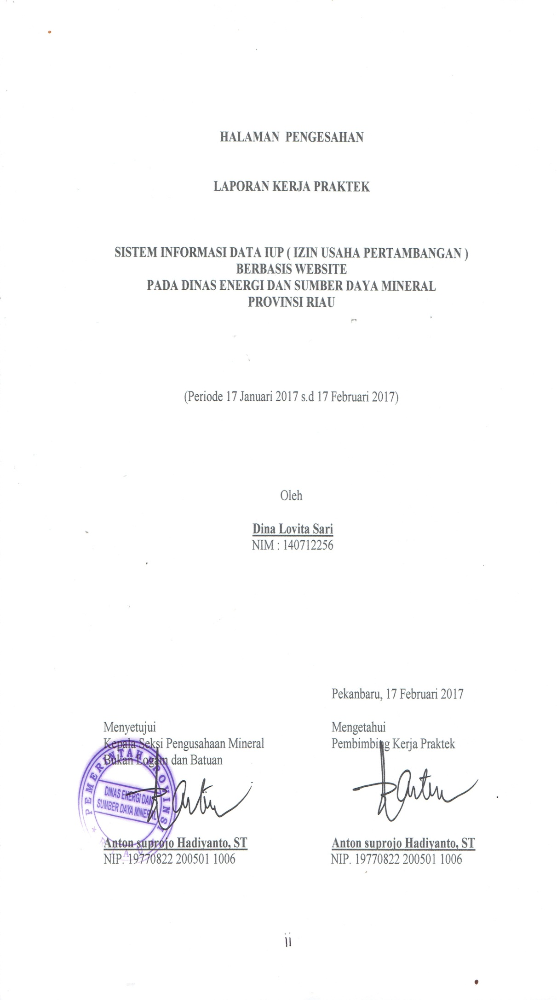 HALAMAN PENGESAHAN
LAPORAN KERJA PRAKTEK
SISTEM INFORMASI DATA IUP ( IZIN USAHA PERTAMBANGAN )
BERBASIS WEBSITE
PADA DINAS ENERGI DAN SUMBER DAYA MINERAL
PROVINSI RIAU
(Periode 17 Januari 2017 s.d 17 Februari 2017)
Oleh
Dina Lovita Sari
NIM : 140712256
Pekanbaru, 17 Februari 2017
Menyetujui
Kepala Seksi Pengusahaan Mineral
Bukan Logam dan Batuan
Mengetahui
Pembimbing Kerja Praktek
PEMERINTAH PROVINSI
RIAU
DINAS ENERGI DAN
SUMBER DAYA MINERAL
Anton suprojo Hadiyanto, ST
NIP. 19770822 200501 1006
Anton suprojo Hadiyanto, ST
NIP. 19770822 200501 1006
ii